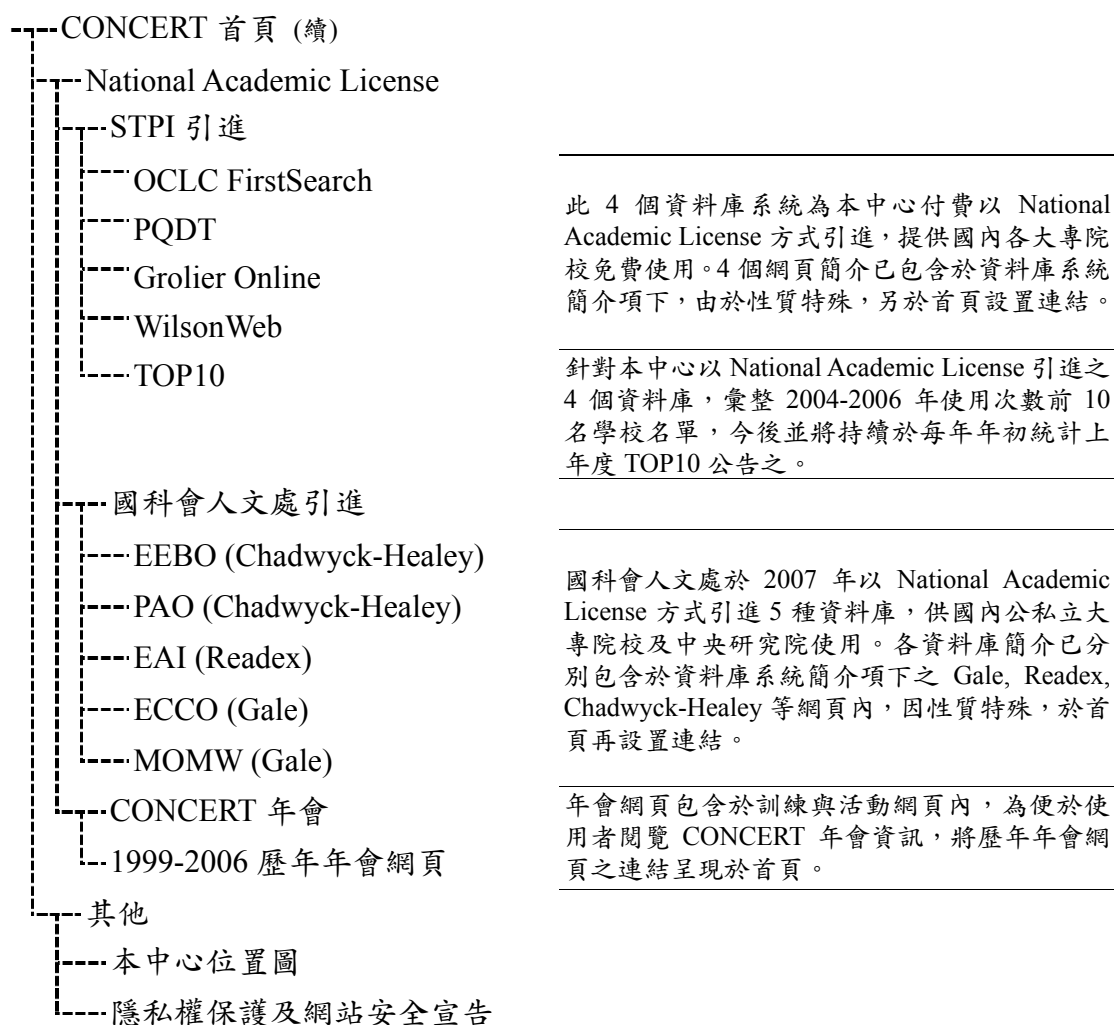 CONCERT 首頁 (續)
National Academic License
STPI 引進
OCLC FirstSearch
PQDT
Grolier Online
WilsonWeb
此 4 個資料庫系統為本中心付費以 National
Academic License 方式引進，提供國內各大專院
校免費使用。4 個網頁簡介已包含於資料庫系統
簡介項下，由於性質特殊，另於首頁設置連結。
TOP10
針對本中心以 National Academic License 引進之
4 個資料庫，彙整 2004-2006 年使用次數前 10
名學校名單，今後並將持續於每年年初統計上
年度 TOP10 公告之。
國科會人文處引進
EEBO (Chadwyck-Healey)
PAO (Chadwyck-Healey)
EAI (Readex)
ECCO (Gale)
MOMW (Gale)
國科會人文處於 2007 年以 National Academic
License 方式引進 5 種資料庫，供國內公私立大
專院校及中央研究院使用。各資料庫簡介已分
別包含於資料庫系統簡介項下之 Gale, Readex,
Chadwyck-Healey 等網頁內，因性質特殊，於首
頁再設置連結。
CONCERT 年會
1999-2006 歷年年會網頁
年會網頁包含於訓練與活動網頁內，為便於使
用者閱覽 CONCERT 年會資訊，將歷年年會網
頁之連結呈現於首頁。
其他
本中心位置圖
隱私權保護及網站安全宣告